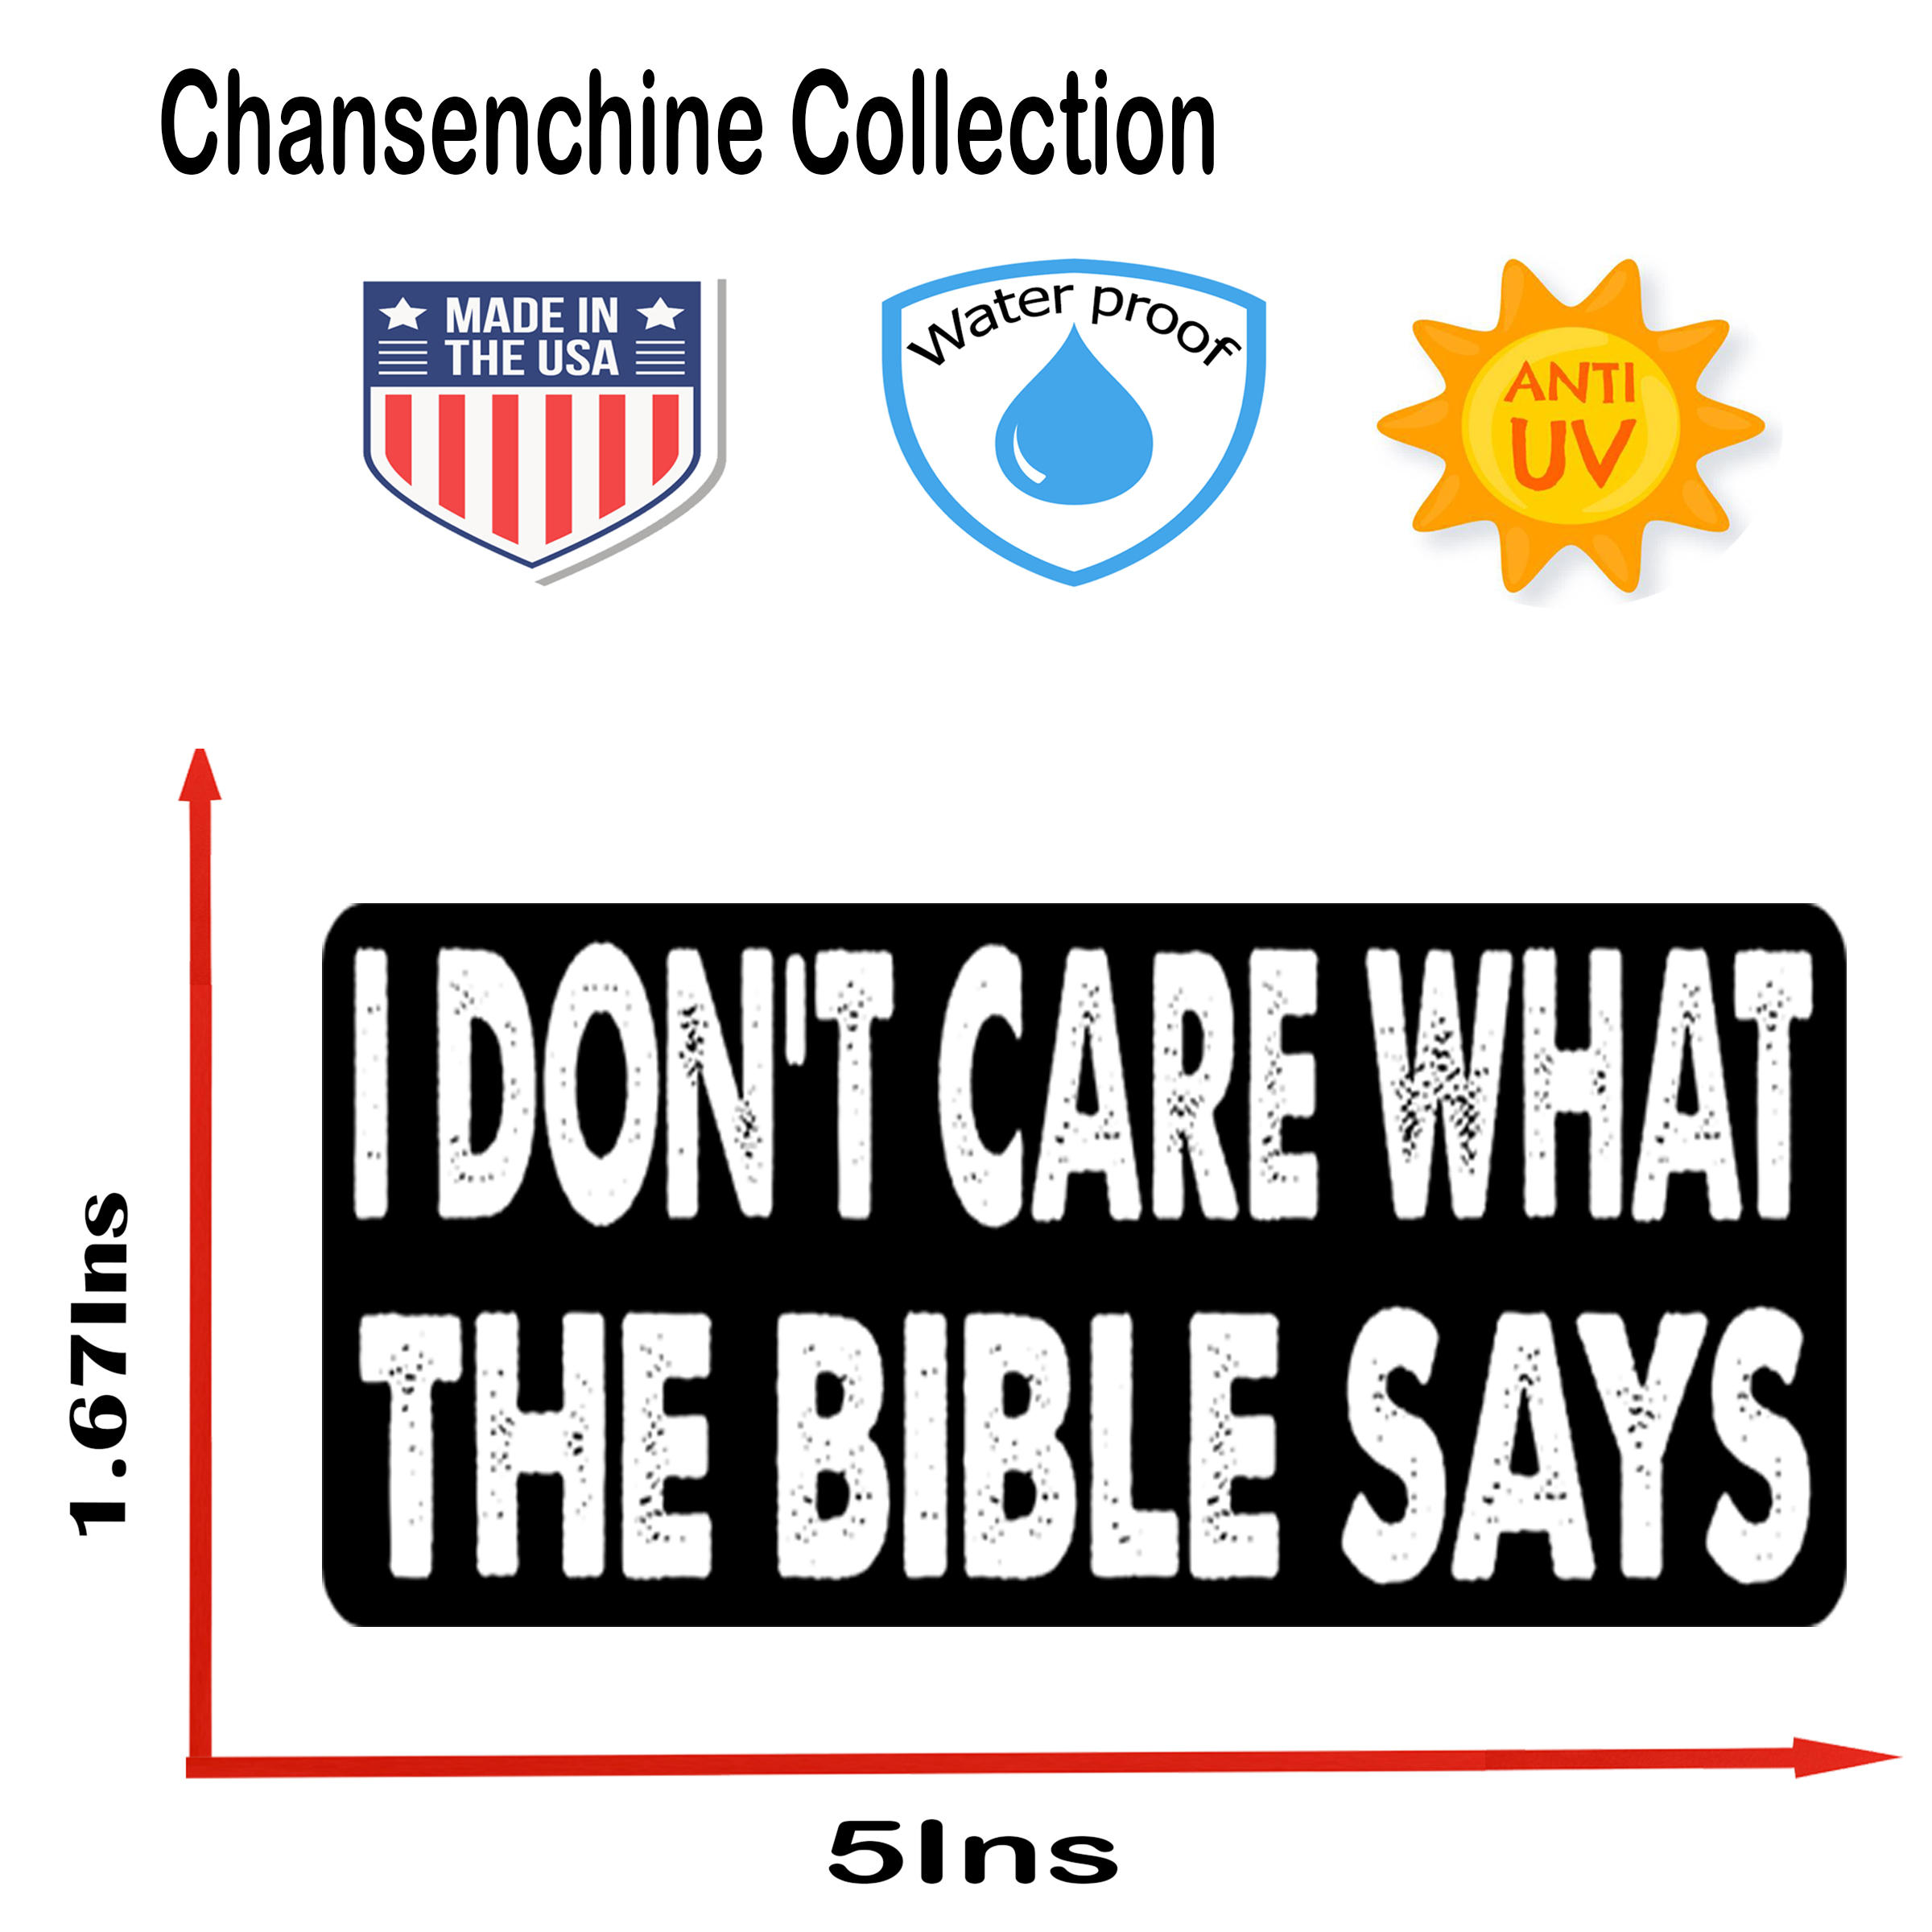 Chansenchine Collection
MADE IN
THE USA
Water proof
ANTI
UV
I DON'T CARE WHAT
THE BIBLE SAYS
1.67Ins
5Ins